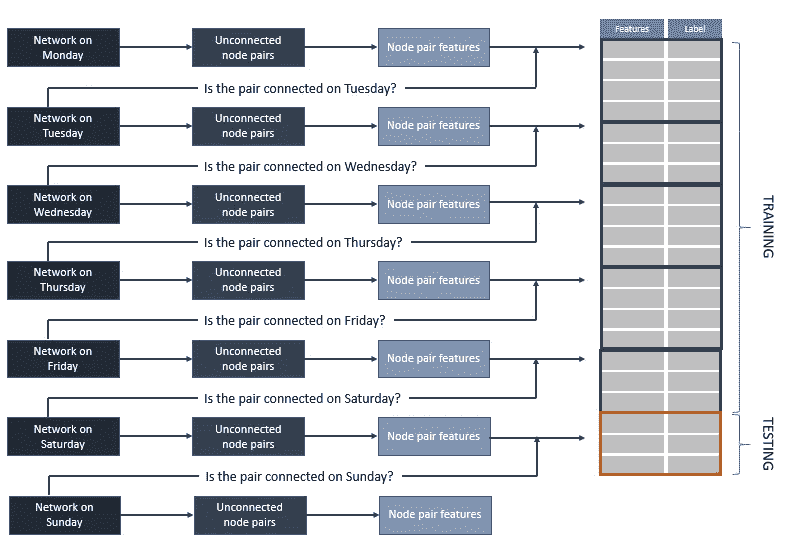 Features Label
Network on
Monday
Unconnected
node pairs
Node pair features
Is the pair connected on Tuesday?
Network on
Tuesday
Unconnected
node pairs
Node pair features
Is the pair connected on Wednesday?
Network on
Wednesday
Unconnected
node pairs
Node pair features
Is the pair connected on Thursday?
Network on
Thursday
Unconnected
node pairs
Node pair features
Is the pair connected on Friday?
Network on
Friday
Unconnected
node pairs
Node pair features
Is the pair connected on Saturday?
Network on
Saturday
Unconnected
node pairs
Node pair features
Is the pair connected on Sunday?
Network on
Sunday
Unconnected
node pairs
Node pair features
TRAINING
TESTING